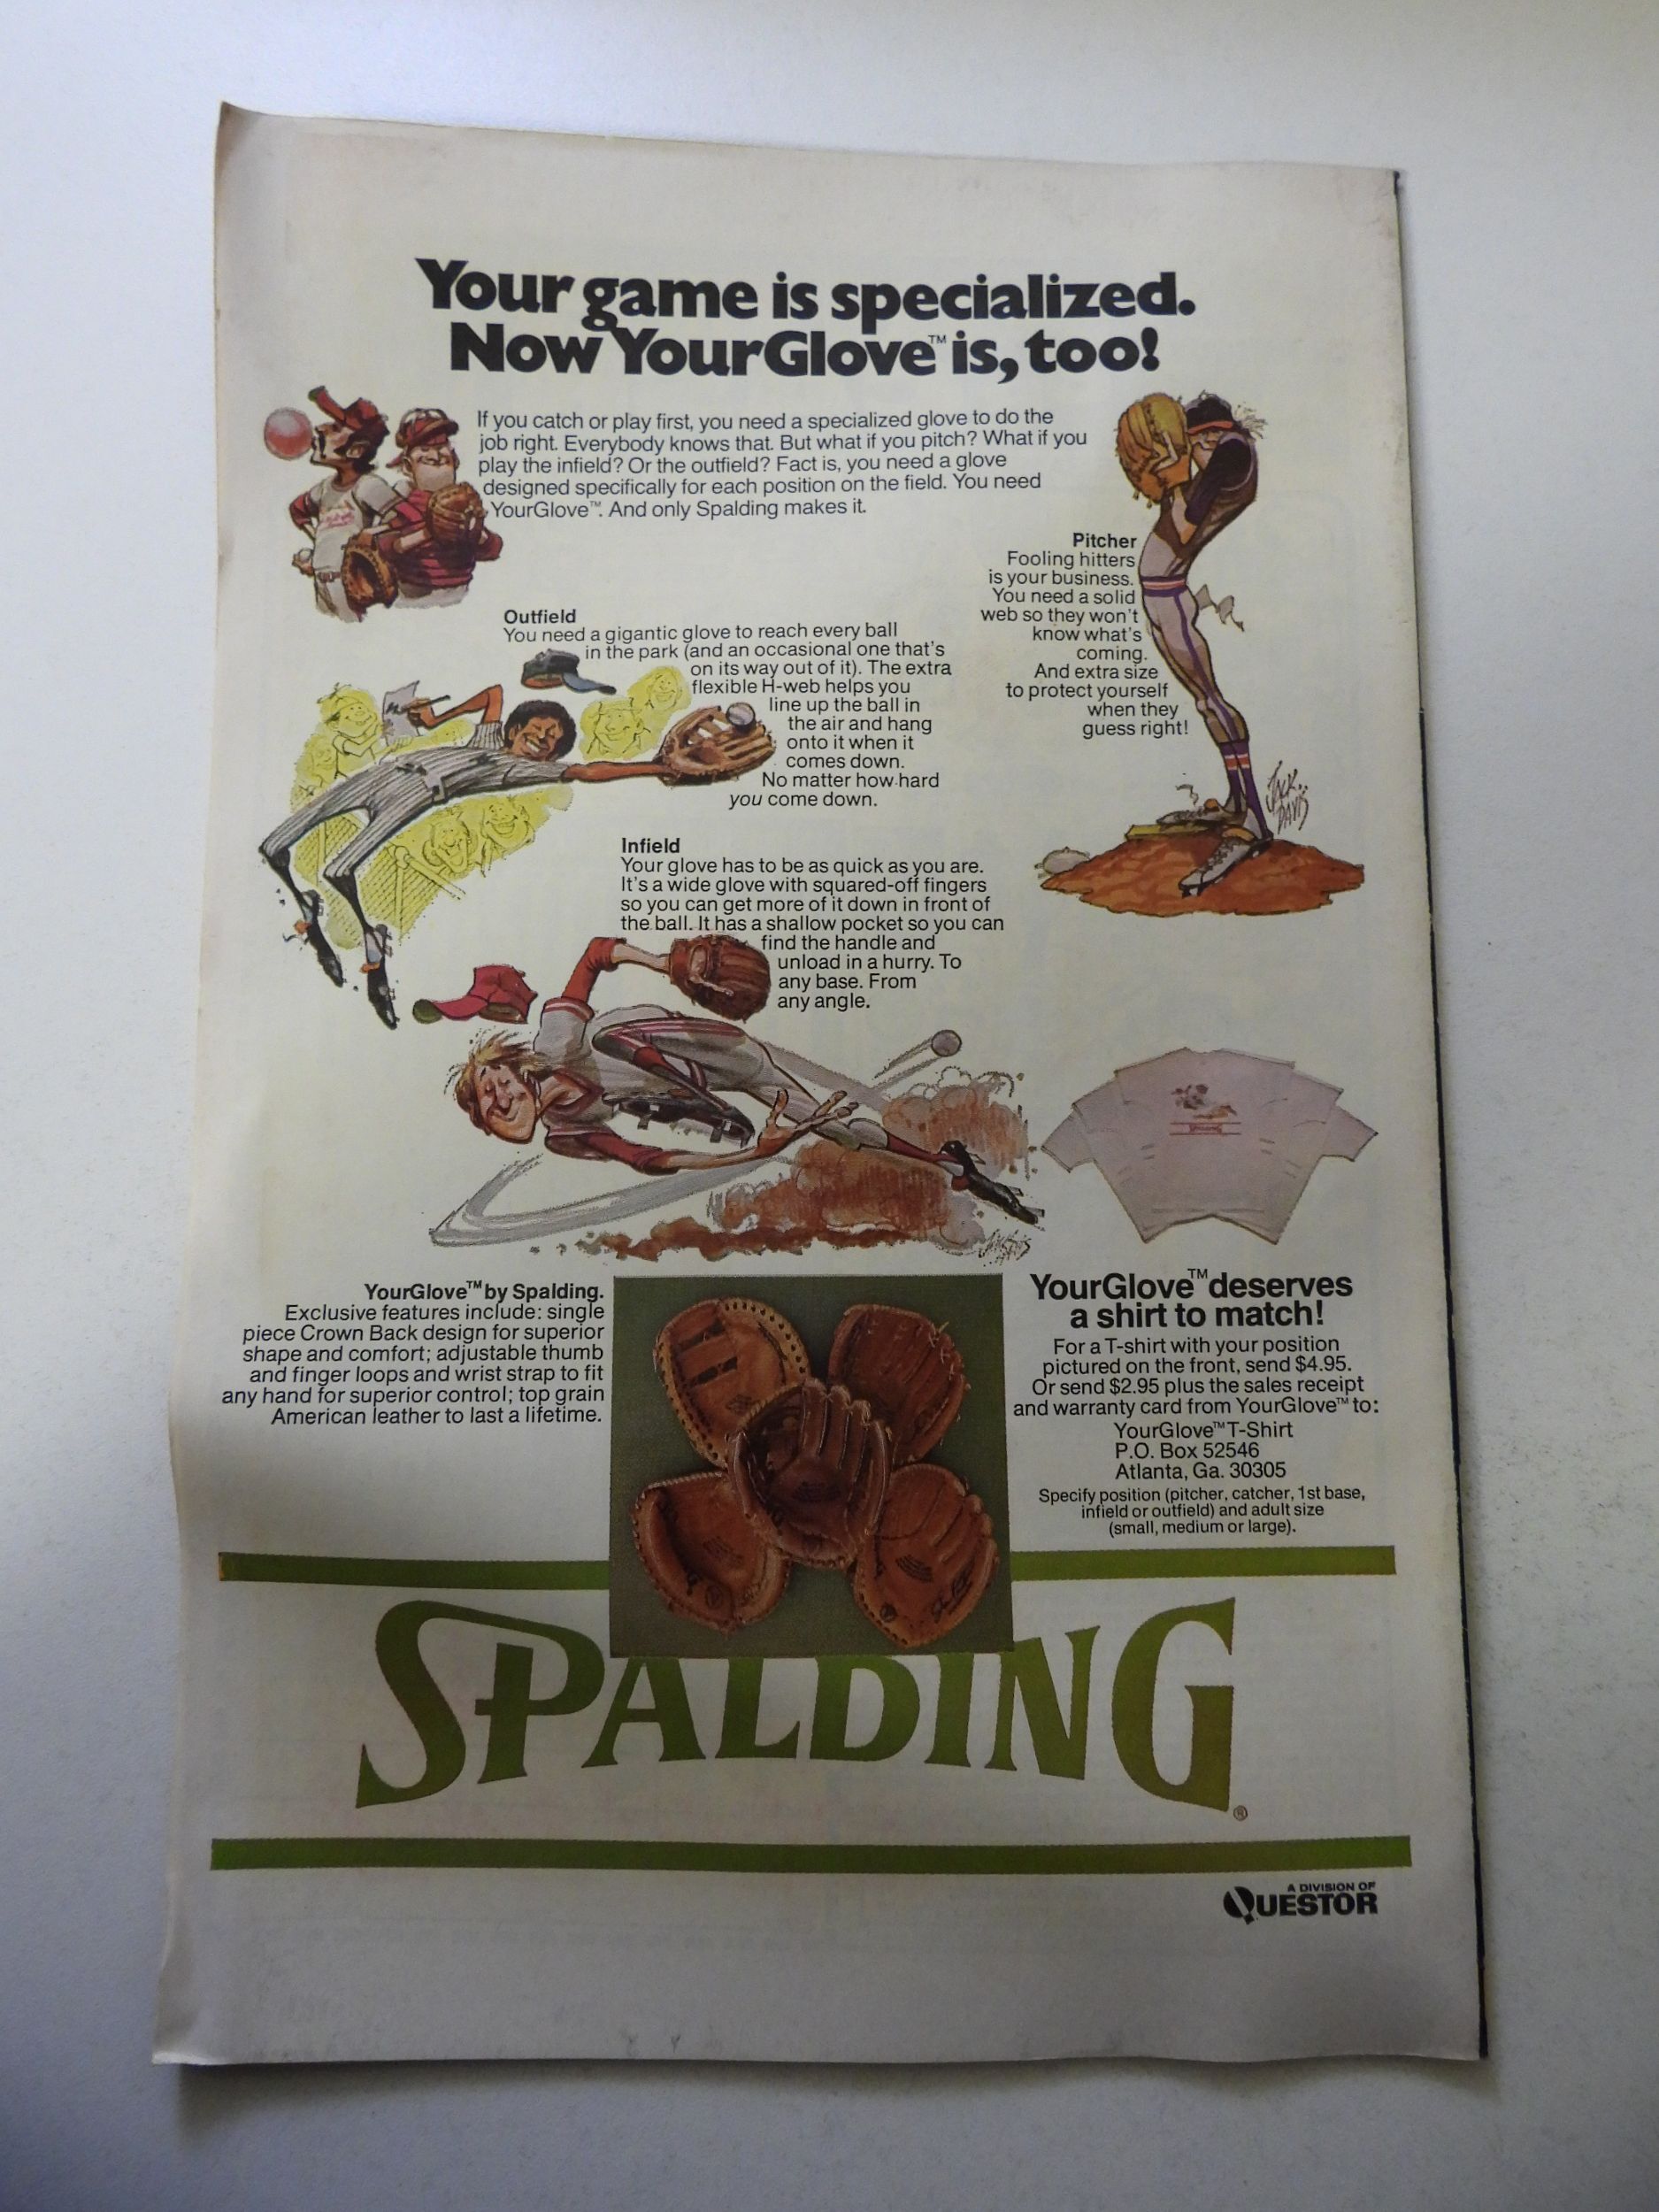 Your game is specialized.
Now YourGlove™ is, too!
If you catch or play first, you need a specialized glove to do the
job right. Everybody knows that. But what if you pitch? What if you
play the infield? Or the outfield? Fact is, you need a glove
designed specifically for each position on the field. You need
YourGlove™. And only Spalding makes it.
Pitcher
Fooling hitters
is your business.
You need a solid
web so they won't
know what's
coming.
And extra size
to protect yourself
when they
guess right!
JACK DAVIS
Outfield
You need a gigantic glove to reach every ball
in the park (and an occasional one that's
on its way out of it). The extra
flexible H-web helps you
line up the ball in
the air and hang
onto it when it
comes down.
No matter how hard
you come down.
Infield
Your glove has to be as quick as you are.
It's a wide glove with squared-off fingers
so you can get more of it down in front of
the ball. It has a shallow pocket so you can
find the handle and
unload in a hurry. To
any base. From
any angle.
SPALDING
YourGlove™ by Spalding.
Exclusive features include: single
piece Crown Back design for superior
shape and comfort; adjustable thumb
and finger loops and wrist strap to fit
any hand for superior control; top grain
American leather to last a lifetime.
YourGlove™ deserves
a shirt to match!
For a T-shirt with your position
pictured on the front, send $4.95.
Or send $2.95 plus the sales receipt
and warranty card from YourGlove™ to:
YourGlove™ T-Shirt
P.O. Box 52546
Atlanta, Ga. 30305
Specify position (pitcher, catcher, 1st base,
infield or outfield) and adult size
(small, medium or large).
SPALDING®
A DIVISION OF
QUESTOR